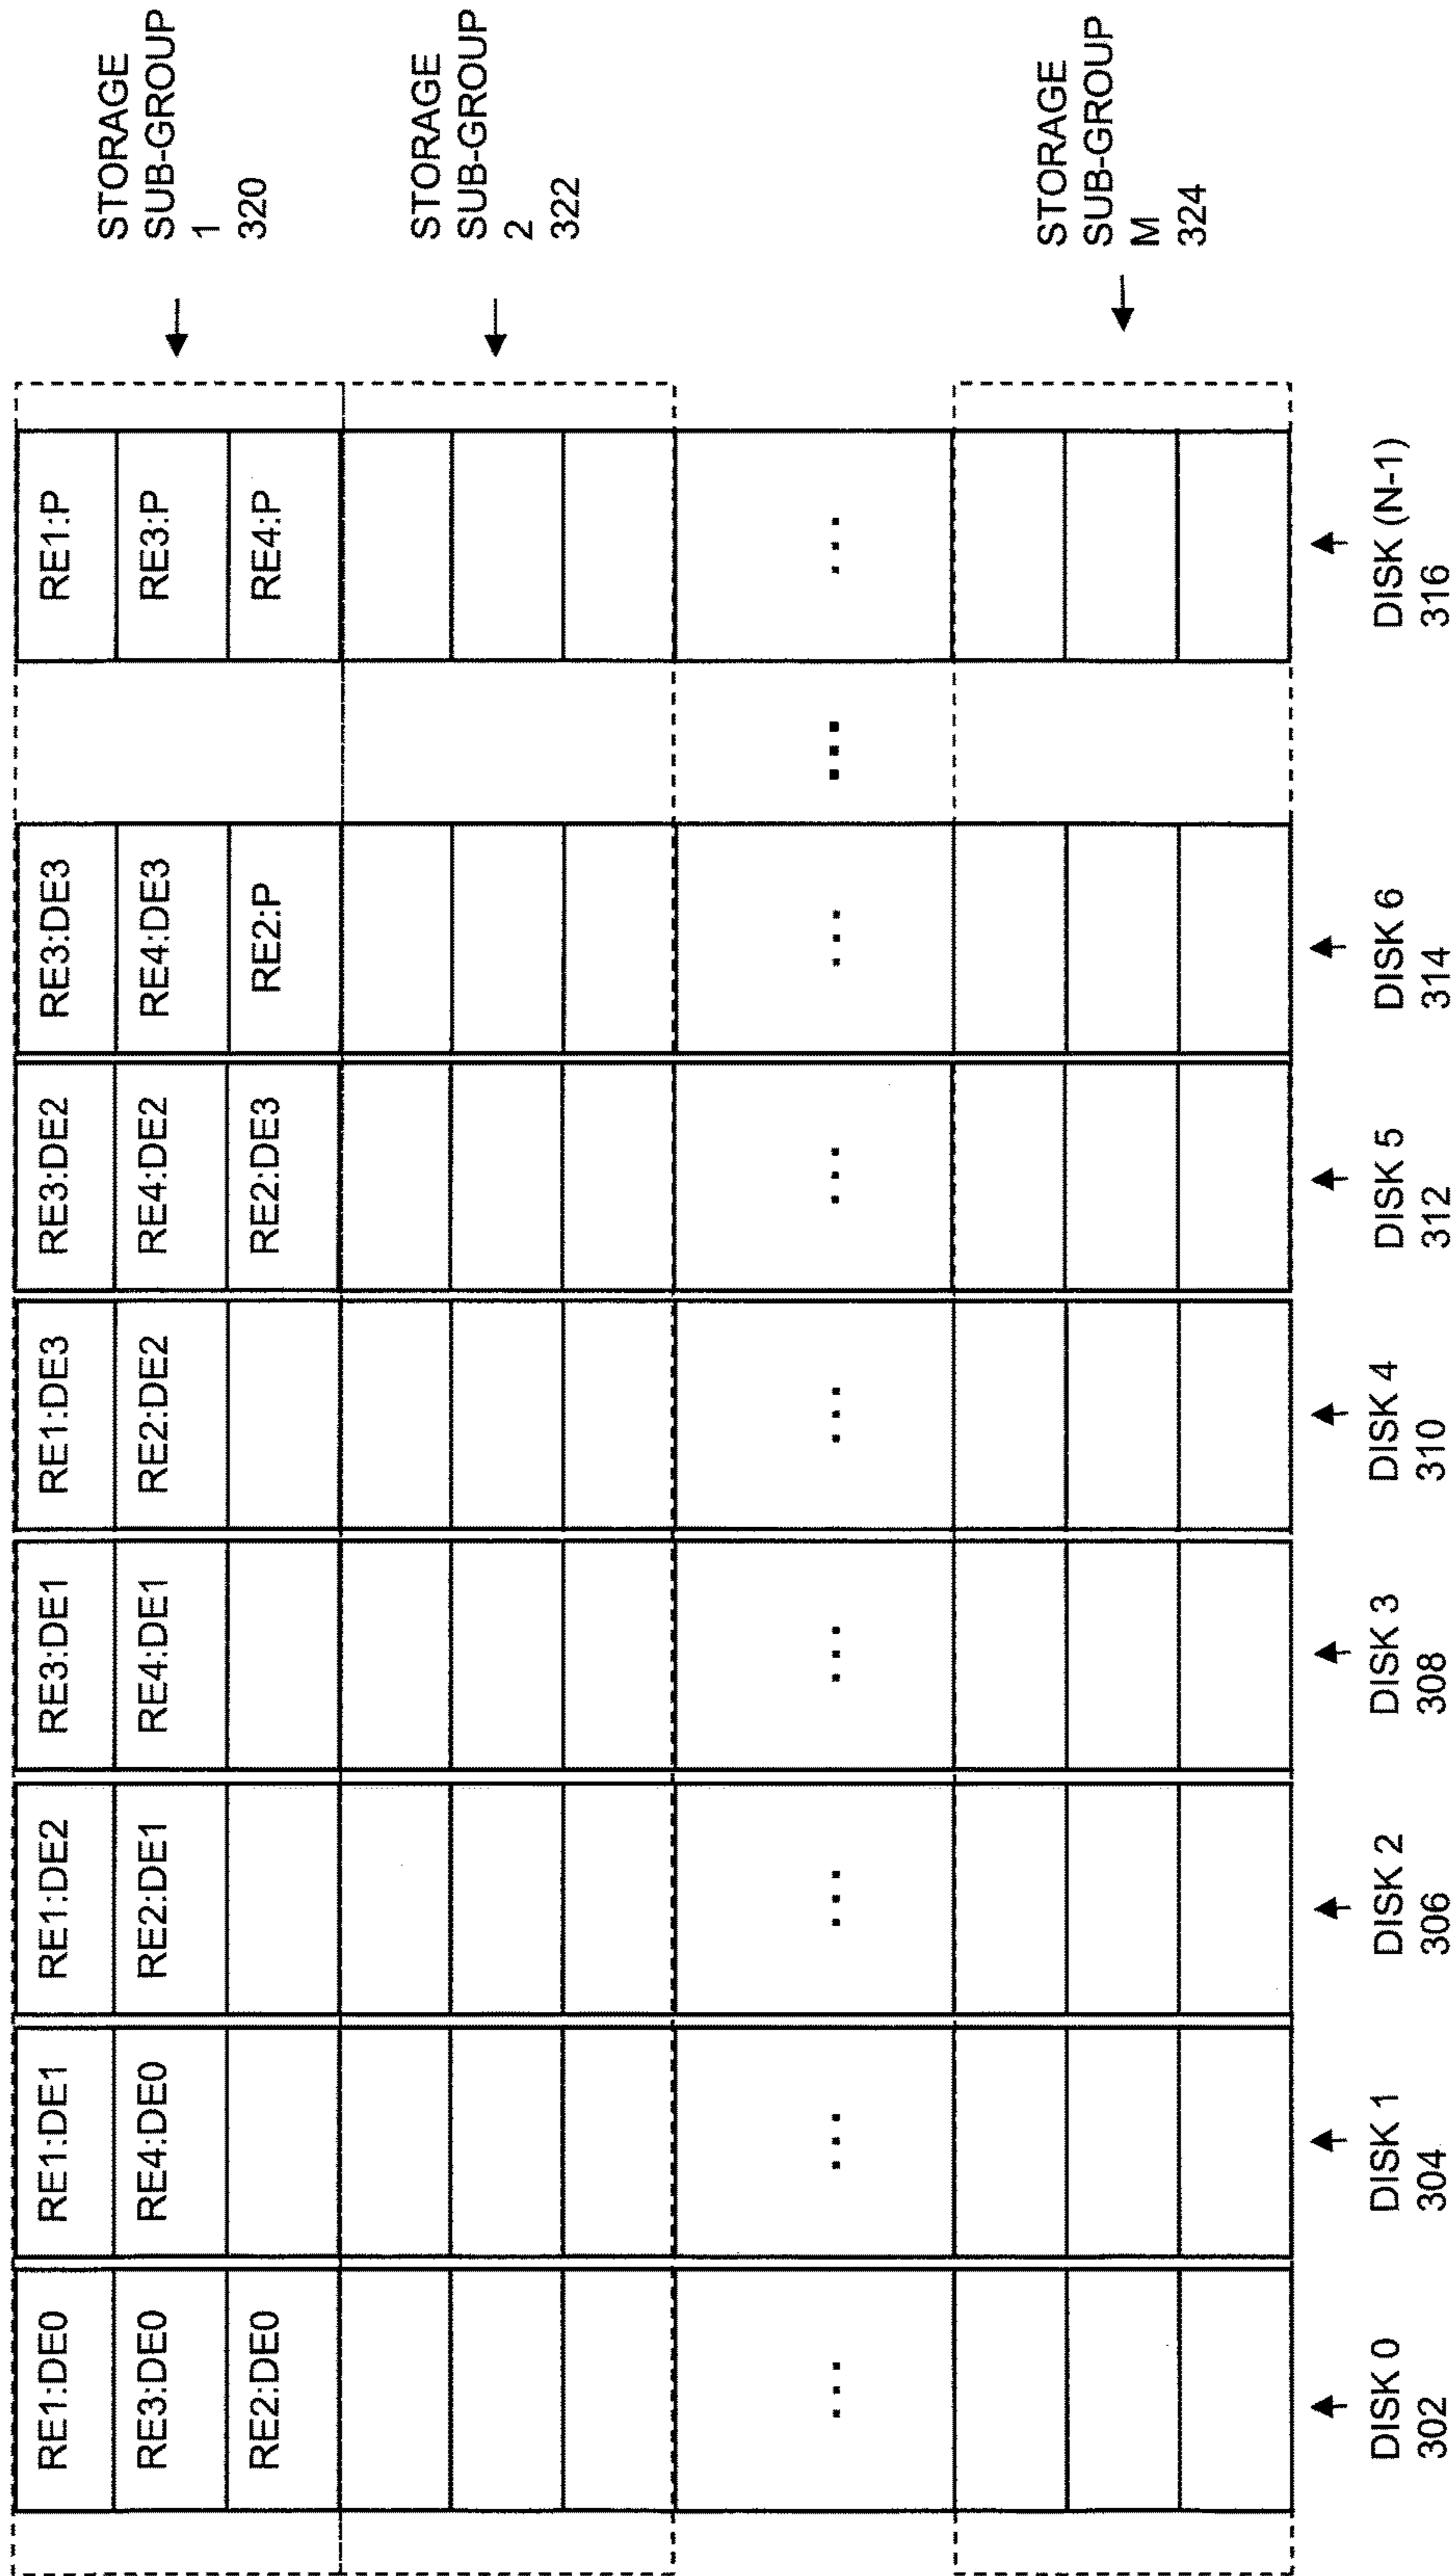 RE1:DE0
RE3:DE0
RE2:DE0
...
DISK 0
302
RE1:DE1
RE4:DE0
...
DISK 1
304
RE1:DE2
RE2:DE1
...
DISK 2
306
RE3:DE1
RE4:DE1
...
DISK 3
308
RE1:DE3
RE2:DE2
...
DISK 4
310
RE3:DE2
RE4:DE2
RE2:DE3
...
DISK 5
312
RE3:DE3
RE4:DE3
RE2:P
...
DISK 6
314
...
RE1:P
RE3:P
RE4:P
...
DISK (N-1)
316
STORAGE
SUB-GROUP
1
320
STORAGE
SUB-GROUP
2
322
STORAGE
SUB-GROUP
M
324